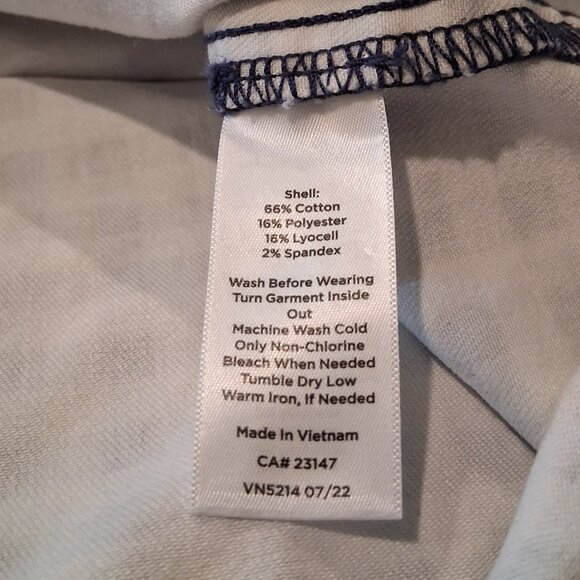 Shell:
66% Cotton
16% Polyester
16% Lyocell
2% Spandex
Wash Before Wearing
Turn Garment Inside
Out
Machine Wash Cold
Only Non-Chlorine
Bleach When Needed
Tumble Dry Low
Warm Iron, If Needed
Made in Vietnam
CA# 23147
VN5214 07/22